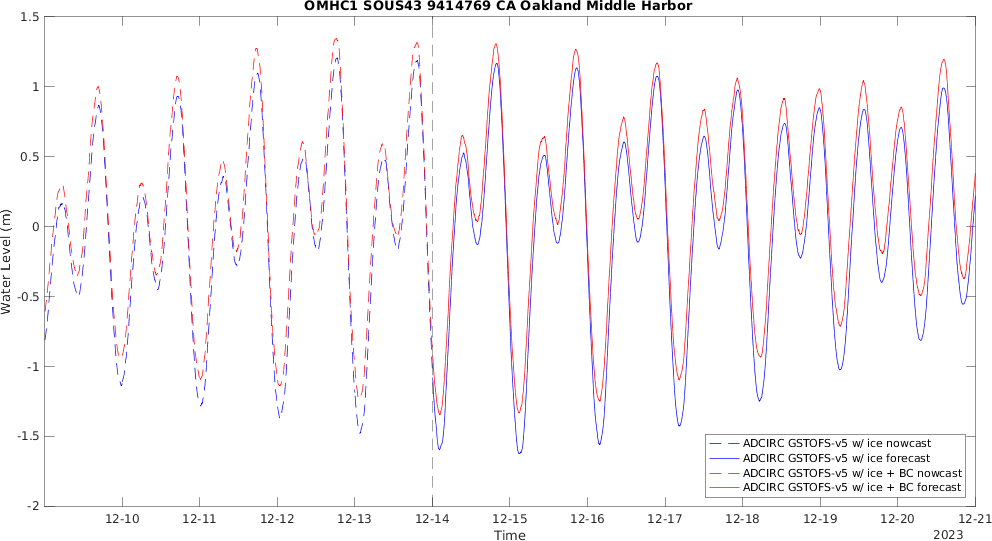 OMHC1 SOUS43 9414769 CA Oakland Middle Harbor
Water Level (m)
1.5
1
0.5
0
-0.5
-1
-1.5
-2
12-10 12-11 12-12 12-13 12-14 12-15 12-16 12-17 12-18 12-19 12-20 12-21
Time
2023
ADCIRC GSTOFS-v5 w/ ice nowcast
ADCIRC GSTOFS-v5 w/ ice forecast
ADCIRC GSTOFS-v5 w/ ice + BC nowcast
ADCIRC GSTOFS-v5 w/ ice + BC forecast